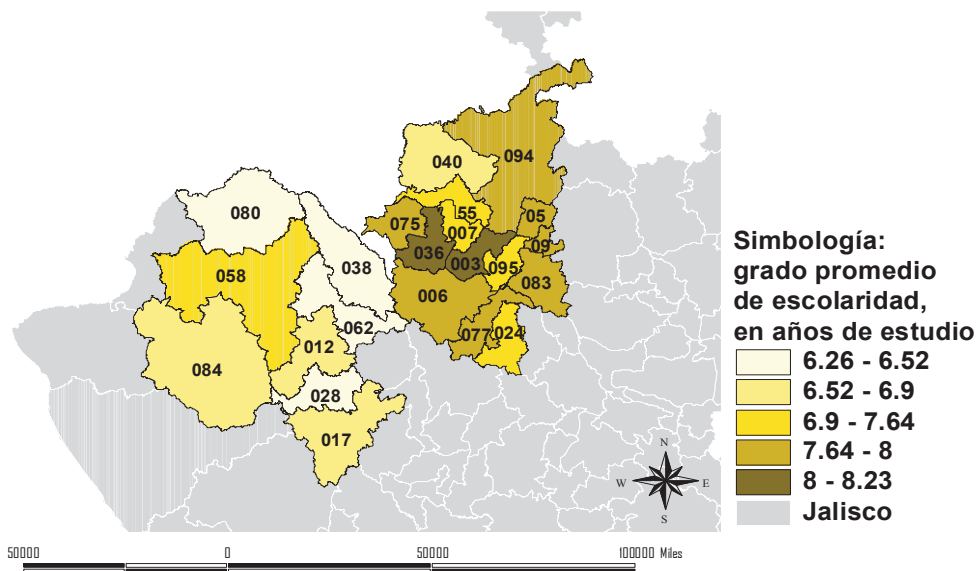 094
040
080
55
05
075
007
09
036
003
095
058
038
083
006
062
077
024
012
084
028
017
Simbología:
grado promedio
de escolaridad,
en años de estudio
6.26 - 6.52
6.52 - 6.9
6.9 - 7.64
7.64 - 8
8 - 8.23
Jalisco
N
W E
S
50000 0 50000 100000 Miles